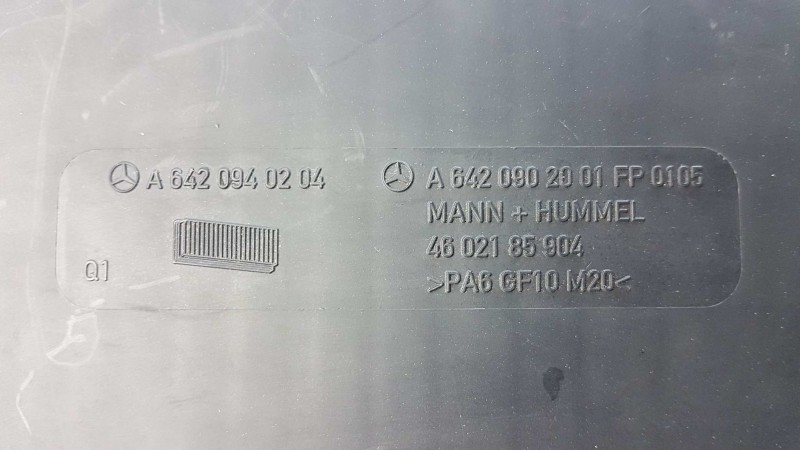 A 642 094 02 04
Q1
A 642 090 20 01 FP 0105
MANN + HUMMEL
46 021 85 904
>PA6 GF10 M20<